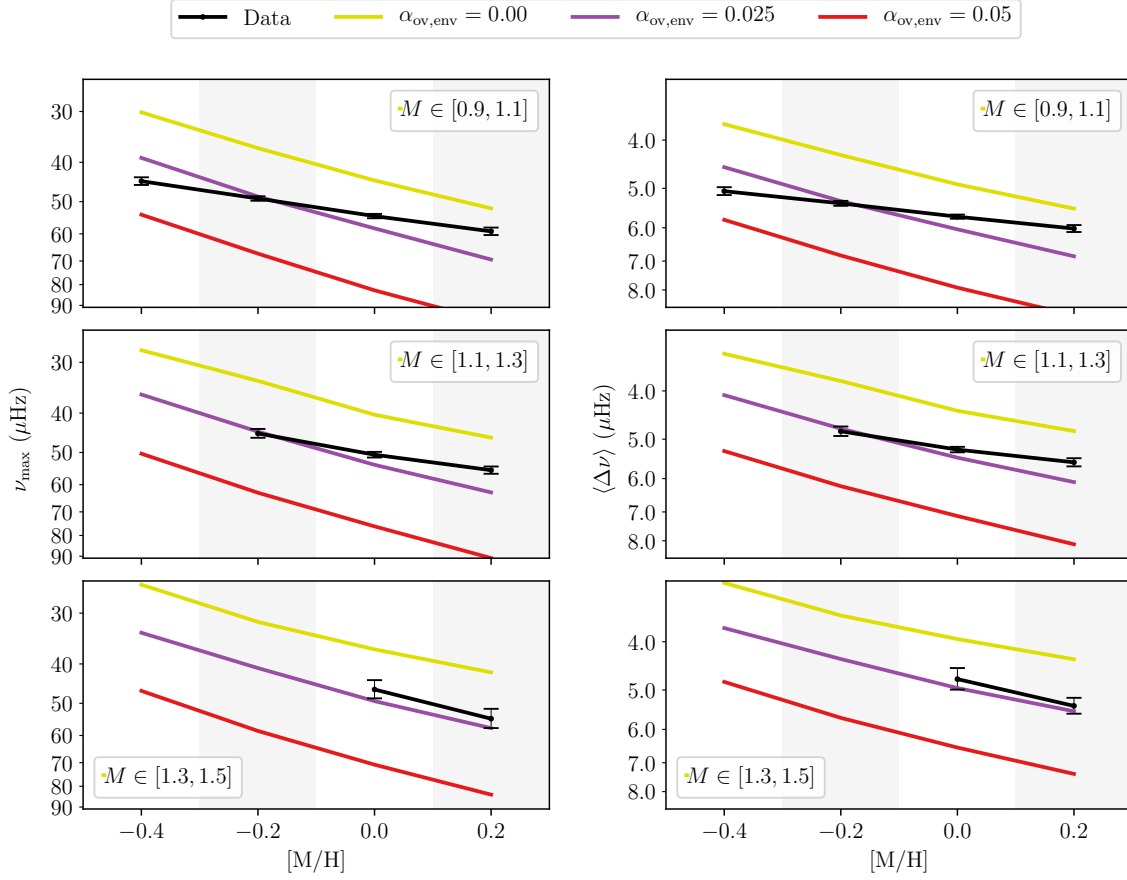 Data α_ov,env = 0.00 α_ov,env = 0.025 α_ov,env = 0.05
M ∈ [0.9, 1.1]
30
40
50
60
70
80
90
M ∈ [0.9, 1.1]
4.0
5.0
6.0
7.0
8.0
M ∈ [1.1, 1.3]
30
40
50
60
70
80
90
ν_max (μHz)
M ∈ [1.1, 1.3]
4.0
5.0
6.0
7.0
8.0
⟨Δν⟩ (μHz)
M ∈ [1.3, 1.5]
30
40
50
60
70
80
90
−0.4 −0.2 0.0 0.2
[M/H]
M ∈ [1.3, 1.5]
4.0
5.0
6.0
7.0
8.0
−0.4 −0.2 0.0 0.2
[M/H]